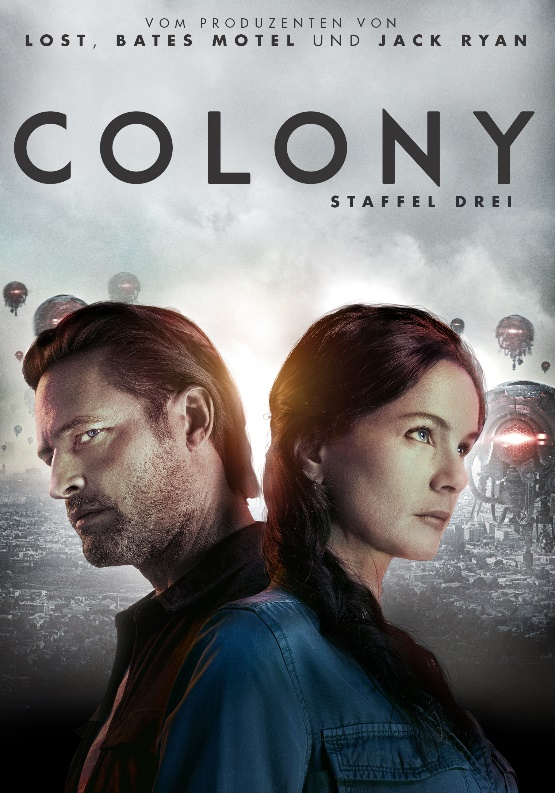 VOM PRODUZENTEN VON
LOST, BATES MOTEL UND JACK RYAN
COLONY
STAFFEL DREI